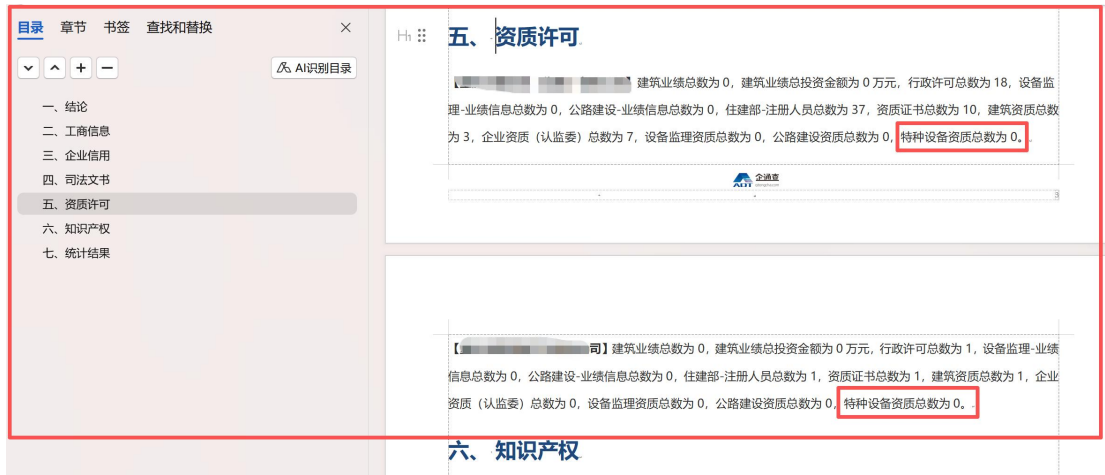 目录 章节 书签 查找和替换
AI识别目录
一、结论
二、工商信息
三、企业信用
四、司法文书
五、资质许可
六、知识产权
七、统计结果
H1
五、资质许可
【】建筑业绩总数为 0，建筑业绩总投资金额为 0 万元，行政许可总数为 18，设备监
理-业绩信息总数为 0，公路建设-业绩信息总数为 0，住建部-注册人员总数为 37，资质证书总数为 10，建筑资质总数
为 3，企业资质（认监委）总数为 7，设备监理资质总数为 0，公路建设资质总数为 0，特种设备资质总数为 0。
企通查
3
【司】建筑业绩总数为 0，建筑业绩总投资金额为 0 万元，行政许可总数为 1，设备监理-业绩
信息总数为 0，公路建设-业绩信息总数为 0，住建部-注册人员总数为 1，资质证书总数为 1，建筑资质总数为 1，企业
资质（认监委）总数为 0，设备监理资质总数为 0，公路建设资质总数为 0，特种设备资质总数为 0。
六、知识产权